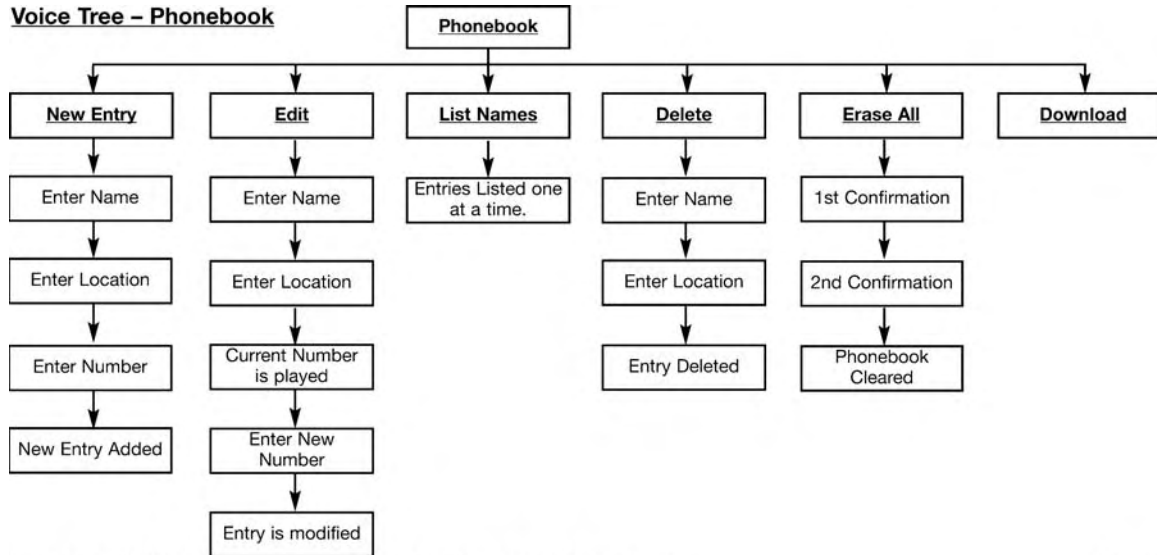 Voice Tree – Phonebook
Phonebook
New Entry
Edit
List Names
Delete
Erase All
Download
Enter Name
Enter Name
Entries Listed one
at a time.
Enter Name
1st Confirmation
Enter Location
Enter Location
Enter Location
2nd Confirmation
Enter Number
Current Number
is played
Entry Deleted
Phonebook
Cleared
New Entry Added
Enter New
Number
Entry is modified